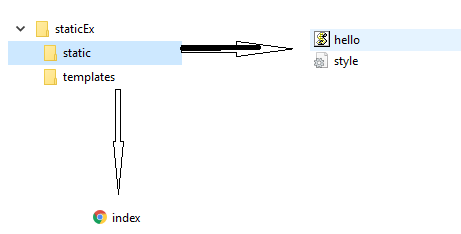 staticEx
static
templates
hello
style
index